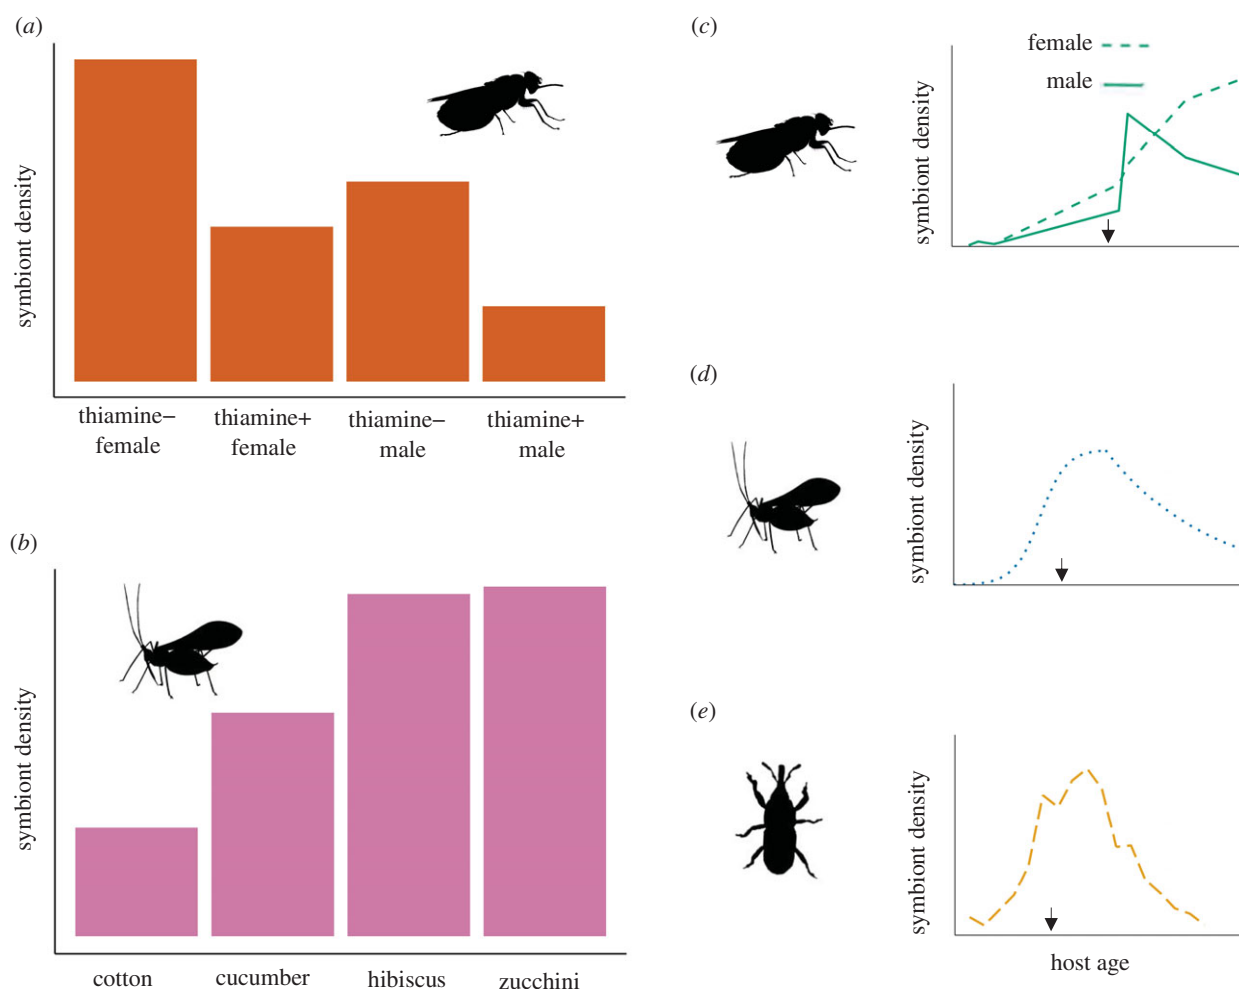 (a)
symbiont density
thiamine–
female
thiamine+
female
thiamine–
male
thiamine+
male
(b)
symbiont density
cotton
cucumber
hibiscus
zucchini
(c)
female
male
symbiont density
(d)
symbiont density
(e)
symbiont density
host age